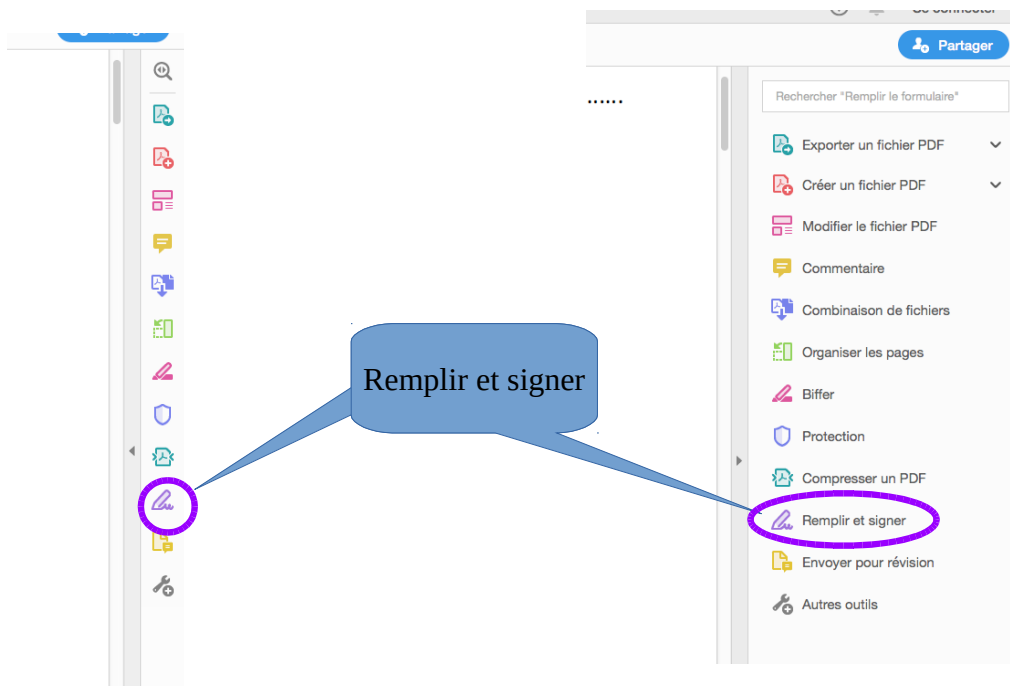 Partager
......
Rechercher "Remplir le formulaire"
Exporter un fichier PDF
Créer un fichier PDF
Modifier le fichier PDF
Commentaire
Combinaison de fichiers
Organiser les pages
Biffer
Protection
Compresser un PDF
Remplir et signer
Envoyer pour révision
Autres outils
Remplir et signer